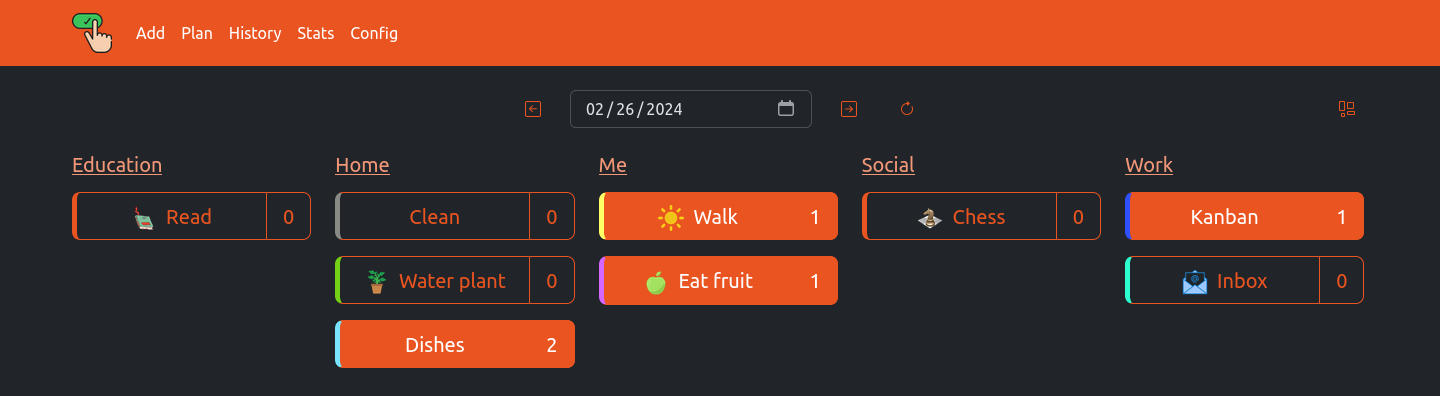 Add Plan History Stats Config
02/26/2024
Education Home Me Social Work
Read 0 Clean 0 Walk 1 Chess 0 Kanban 1
Water plant 0 Eat fruit 1 Inbox 0
Dishes 2